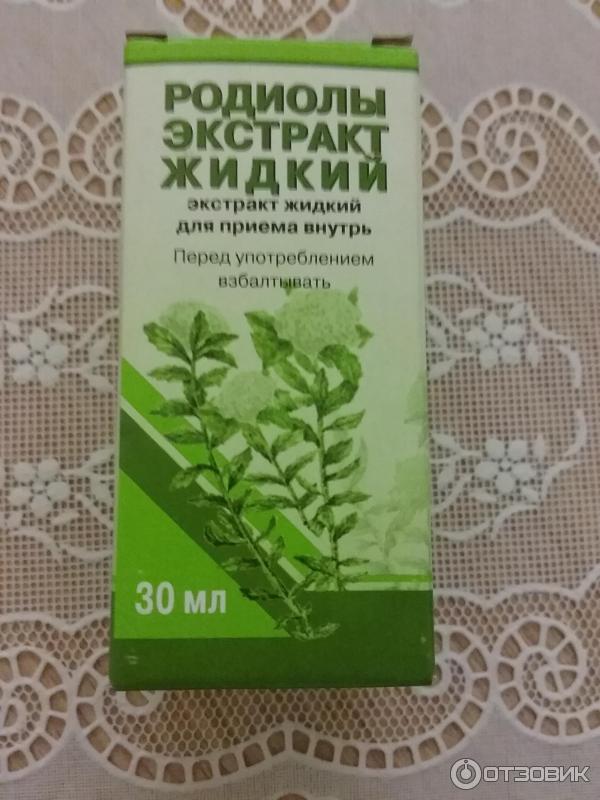 РОДИОЛЫ
ЭКСТРАКТ
ЖИДКИЙ
экстракт жидкий
для приема внутрь
Перед употреблением
взбалтывать
30 мл
ОТЗОВИК